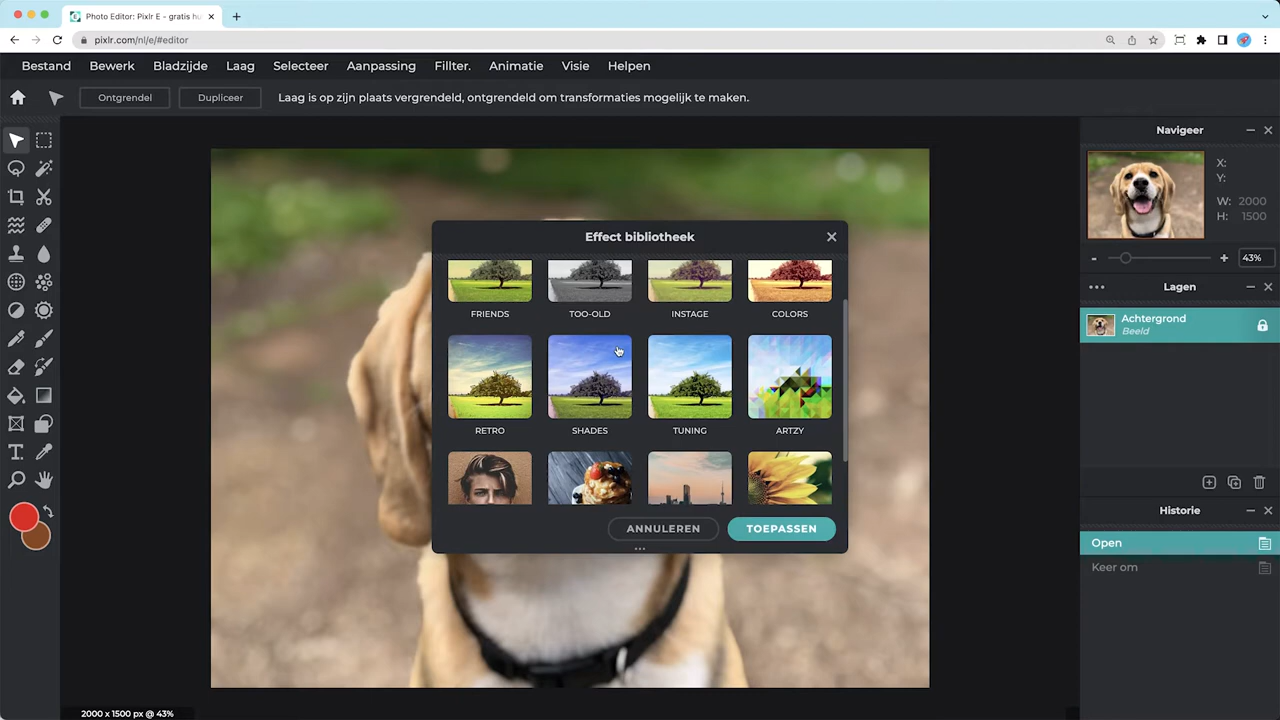 Photo Editor: Pixlr E - gratis hu
pixlr.com/nl/e/#editor
Bestand Bewerk Bladzijde Laag Selecteer Aanpassing Fillter. Animatie Visie Helpen
Ontgrendel Dupliceer Laag is op zijn plaats vergrendeld, ontgrendeld om transformaties mogelijk te maken.
Navigeer
X:
Y:
W: 2000
H: 1500
- + 43%
Lagen
Achtergrond
Beeld
Historie
Open
Keer om
Effect bibliotheek
FRIENDS TOO-OLD INSTAGE COLORS
RETRO SHADES TUNING ARTZY
ANNULEREN TOEPASSEN
2000 x 1500 px @ 43%